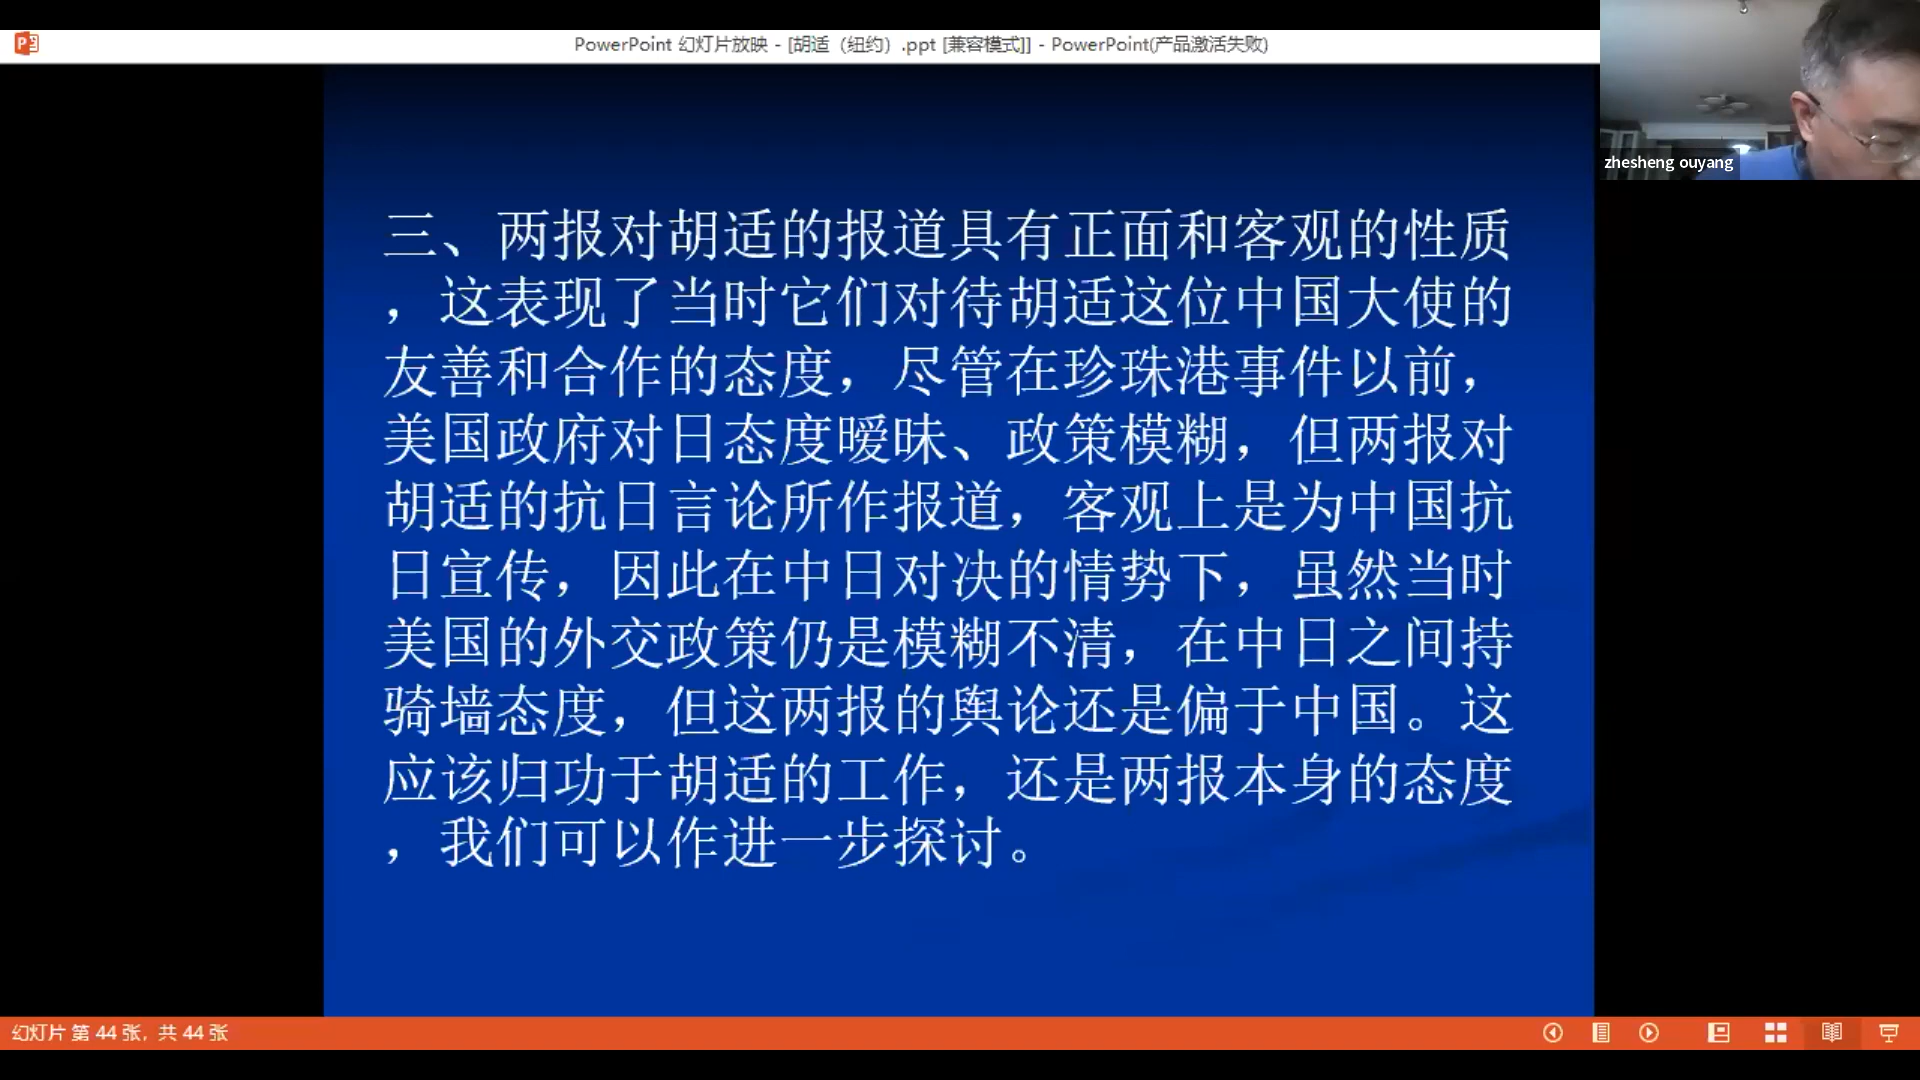 PowerPoint 幻灯片放映 - [胡适（纽约）.ppt [兼容模式]] - PowerPoint(产品激活失败)
zhesheng ouyang
三、两报对胡适的报道具有正面和客观的性质
，这表现了当时它们对待胡适这位中国大使的
友善和合作的态度，尽管在珍珠港事件以前，
美国政府对日态度暧昧、政策模糊，但两报对
胡适的抗日言论所作报道，客观上是为中国抗
日宣传，因此在中日对决的情势下，虽然当时
美国的外交政策仍是模糊不清，在中日之间持
骑墙态度，但这两报的舆论还是偏于中国。这
应该归功于胡适的工作，还是两报本身的态度
，我们可以作进一步探讨。
幻灯片 第 44 张，共 44 张